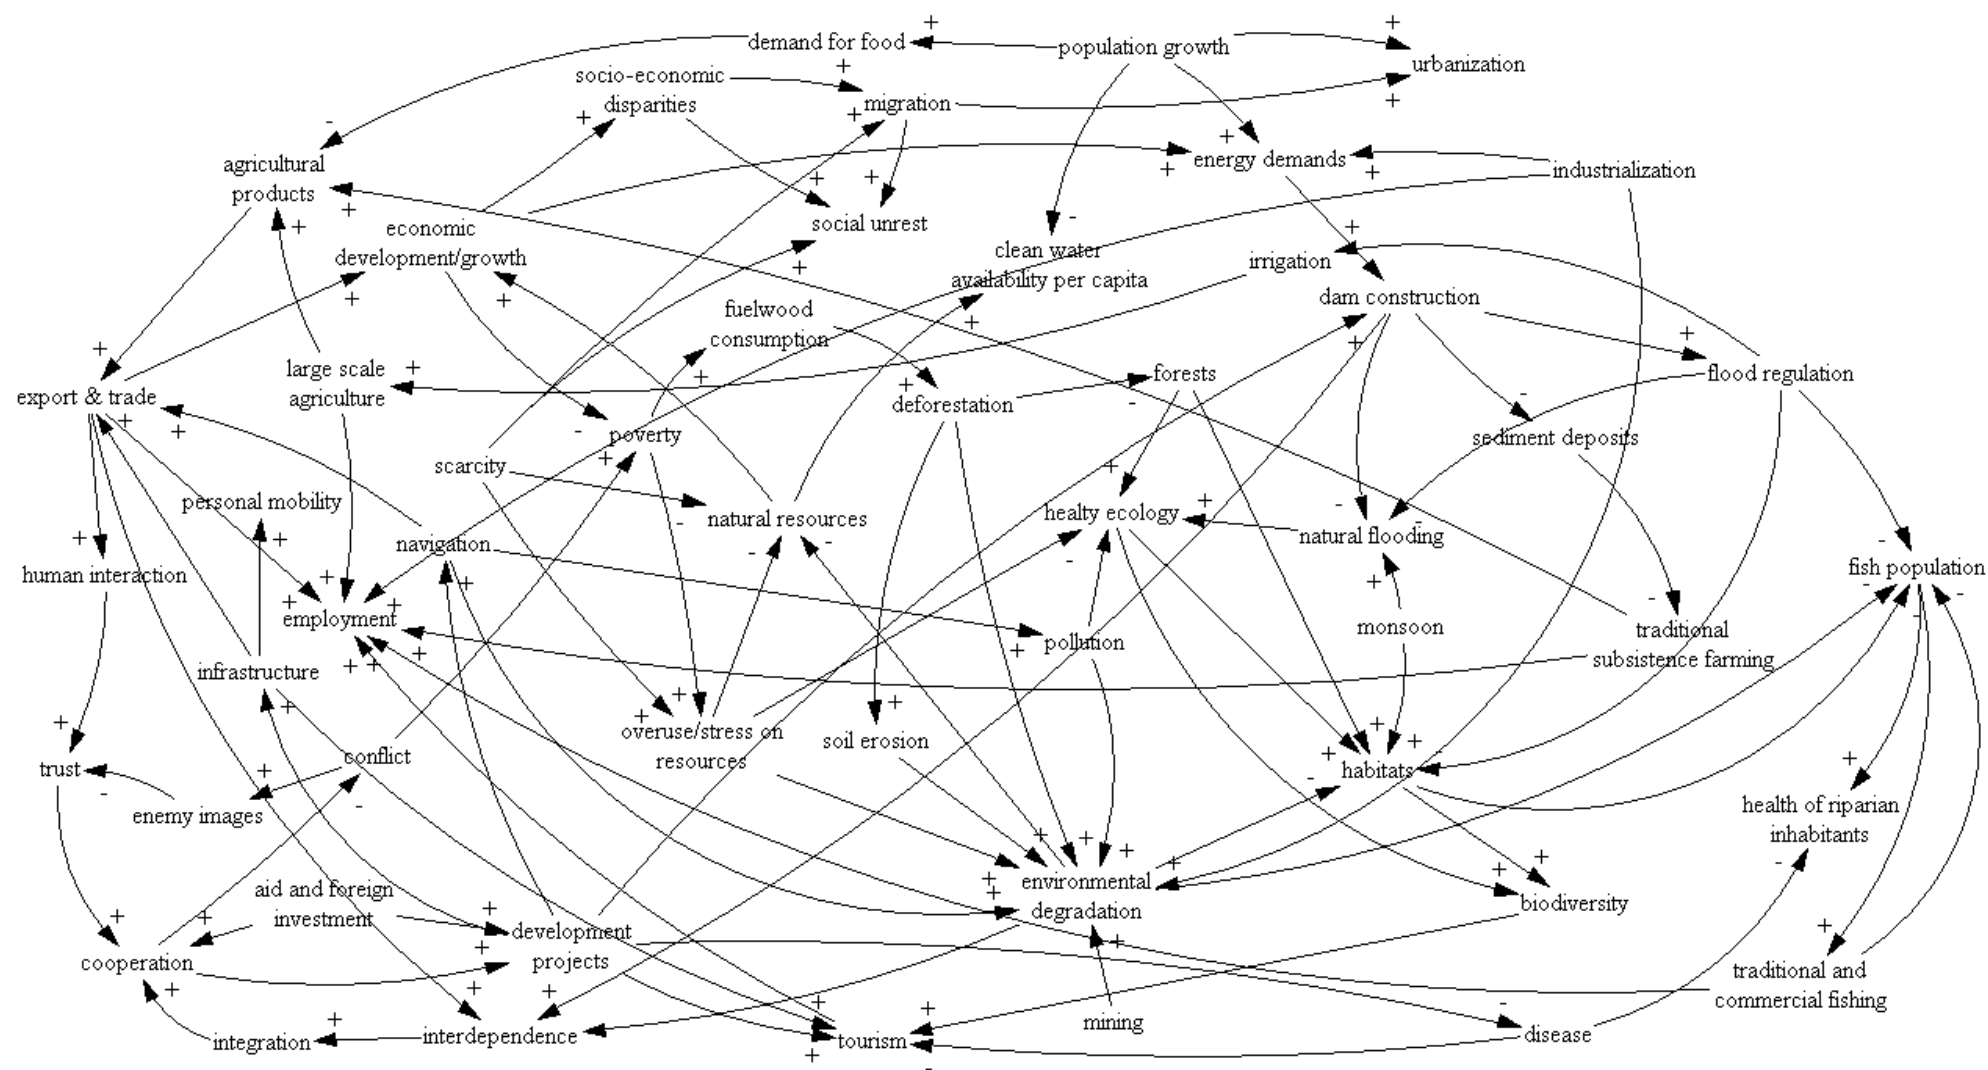 demand for food
population growth
urbanization
socio-economic
disparities
migration
agricultural
products
energy demands
industrialization
economic
development/growth
social unrest
clean water
availability per capita
irrigation
dam construction
fuelwood
consumption
large scale
agriculture
export & trade
deforestation
forests
flood regulation
poverty
sediment deposits
scarcity
personal mobility
natural resources
healty ecology
natural flooding
navigation
human interaction
fish population
employment
pollution
monsoon
traditional
subsistence farming
infrastructure
overuse/stress on
resources
soil erosion
trust
conflict
habitats
enemy images
health of riparian
inhabitants
environmental
degradation
biodiversity
aid and foreign
investment
development
projects
cooperation
traditional and
commercial fishing
mining
integration
interdependence
tourism
disease